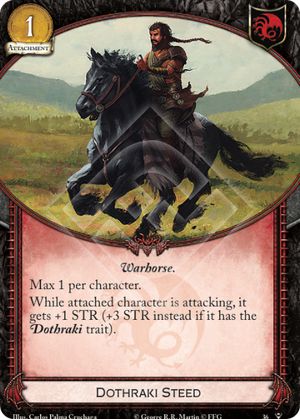 1
ATTACHMENT
Warhorse.
Max 1 per character.
While attached character is attacking, it
gets +1 STR (+3 STR instead if it has the
Dothraki trait).
DOTHRAKI STEED
Illus. Carlos Palma Cruchaga © George R.R. Martin © FFG 16